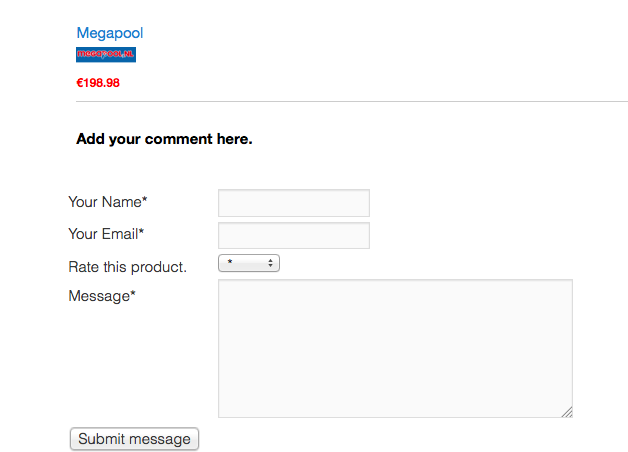 Megapool
MEGAPOOL.NL
€198.98
Add your comment here.
Your Name*
Your Email*
Rate this product.
*
Message*
Submit message